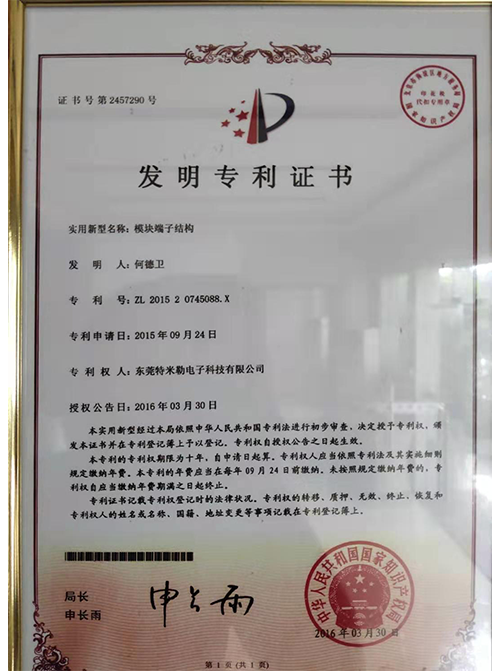 证书号第2457290号
发明专利证书
实用新型名称：模块端子结构
发明人：何德卫
专利号：ZL 2015 2 0745088.X
专利申请日：2015年09月24日
专利权人：东莞特米勒电子科技有限公司
授权公告日：2016年03月30日
本实用新型经过本局依照中华人民共和国专利法进行初步审查，决定授予专利权，颁
发本证书并在专利登记簿上予以登记。专利权自授权公告之日起生效。
本专利的专利权期限为十年，自申请日起算。专利权人应当依照专利法及其实施细则
规定缴纳年费。本专利的年费应当在每年09月24日前缴纳。未按照规定缴纳年费的，专
利权自应当缴纳年费期满之日起终止。
专利证书记载专利权登记时的法律状况。专利权的转移、质押、无效、终止、恢复和
专利权人的姓名或名称、国籍、地址变更等事项记载在专利登记簿上。
局长
申长雨
申长雨
中华人民共和国国家知识产权局
2016年03月30日
第1页（共1页）